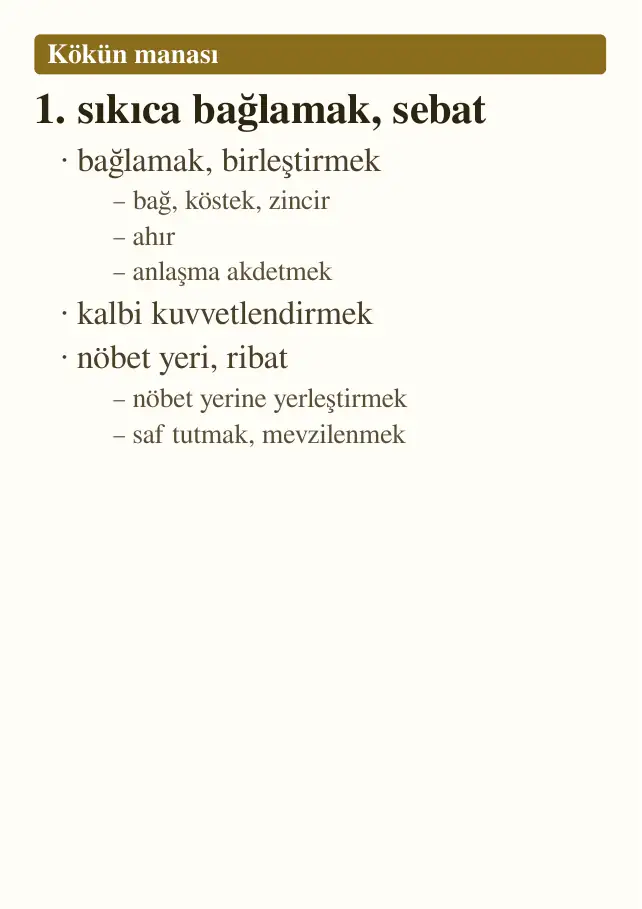 Kökün manası
1. sıkıca bağlamak, sebat
· bağlamak, birleştirmek
– bağ, köstek, zincir
– ahır
– anlaşma akdetmek
· kalbi kuvvetlendirmek
· nöbet yeri, ribat
– nöbet yerine yerleştirmek
– saf tutmak, mevzilenmek